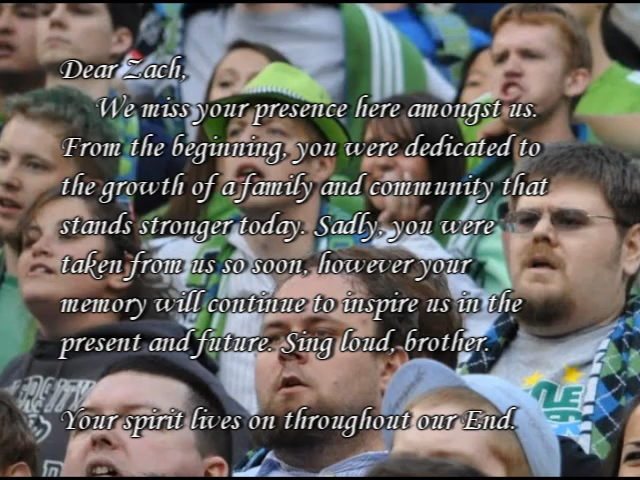 Dear Zach,
We miss your presence here amongst us.
From the beginning, you were dedicated to
the growth of a family and community that
stands stronger today. Sadly, you were
taken from us so soon, however your
memory will continue to inspire us in the
present and future. Sing loud, brother.
Your spirit lives on throughout our End.